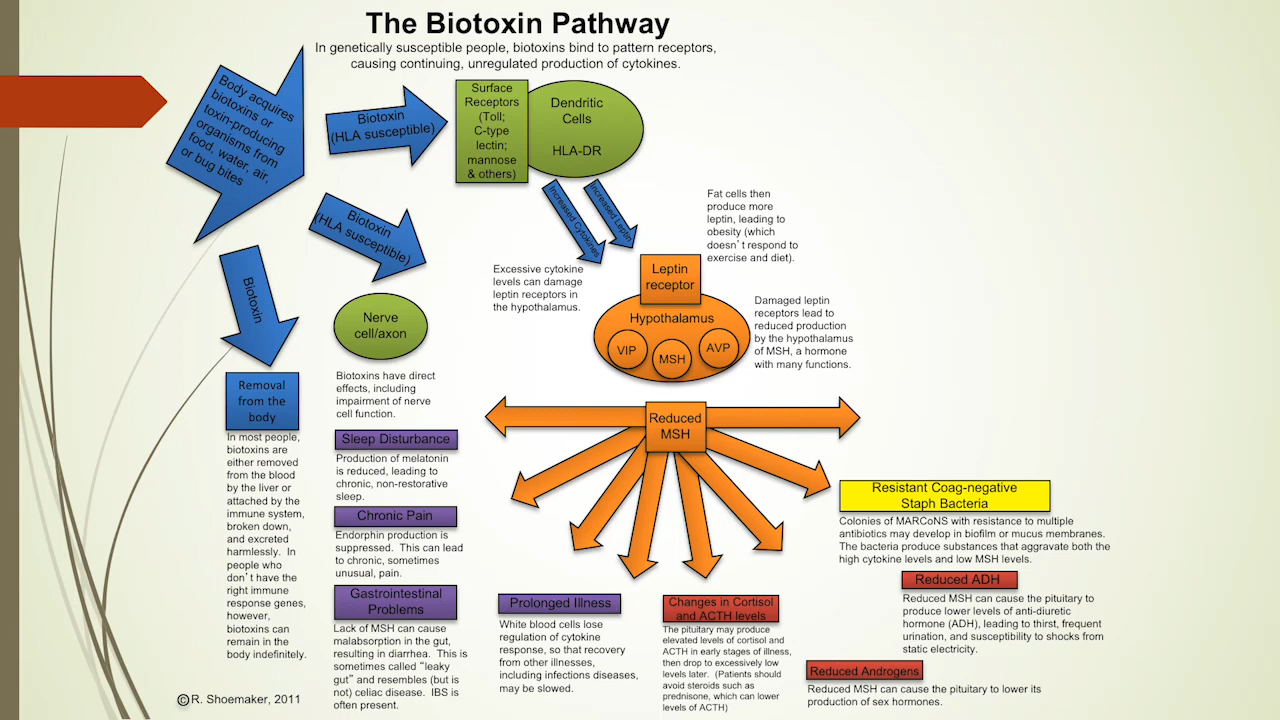 The Biotoxin Pathway
In genetically susceptible people, biotoxins bind to pattern receptors,
causing continuing, unregulated production of cytokines.
Body acquires
biotoxins or
toxin-producing
organisms from
food, water, air,
or bug bites
Biotoxin
(HLA susceptible)
Surface
Receptors
(Toll;
C-type
lectin;
mannose
& others)
Dendritic
Cells
HLA-DR
Biotoxin
(HLA susceptible)
Biotoxin
Increased Cytokines
Increased Leptin
Fat cells then
produce more
leptin, leading to
obesity (which
doesn’t respond to
exercise and diet).
Excessive cytokine
levels can damage
leptin receptors in
the hypothalamus.
Leptin
receptor
Hypothalamus
VIP
MSH
AVP
Damaged leptin
receptors lead to
reduced production
by the hypothalamus
of MSH, a hormone
with many functions.
Nerve
cell/axon
Biotoxins have direct
effects, including
impairment of nerve
cell function.
Removal
from the
body
In most people,
biotoxins are
either removed
from the blood
by the liver or
attached by the
immune system,
broken down,
and excreted
harmlessly. In
people who
don’t have the
right immune
response genes,
however,
biotoxins can
remain in the
body indefinitely.
Reduced
MSH
Sleep Disturbance
Production of melatonin
is reduced, leading to
chronic, non-restorative
sleep.
Chronic Pain
Endorphin production is
suppressed. This can lead
to chronic, sometimes
unusual, pain.
Gastrointestinal
Problems
Lack of MSH can cause
malabsorption in the gut,
resulting in diarrhea. This is
sometimes called “leaky
gut” and resembles (but is
not) celiac disease. IBS is
often present.
Prolonged Illness
White blood cells lose
regulation of cytokine
response, so that recovery
from other illnesses,
including infections diseases,
may be slowed.
Changes in Cortisol
and ACTH levels
The pituitary may produce
elevated levels of cortisol and
ACTH in early stages of illness,
then drop to excessively low
levels later. (Patients should
avoid steroids such as
prednisone, which can lower
levels of ACTH)
Resistant Coag-negative
Staph Bacteria
Colonies of MARCoNS with resistance to multiple
antibiotics may develop in biofilm or mucus membranes.
The bacteria produce substances that aggravate both the
high cytokine levels and low MSH levels.
Reduced ADH
Reduced MSH can cause the pituitary to
produce lower levels of anti-diuretic
hormone (ADH), leading to thirst, frequent
urination, and susceptibility to shocks from
static electricity.
Reduced Androgens
Reduced MSH can cause the pituitary to lower its
production of sex hormones.
©R. Shoemaker, 2011